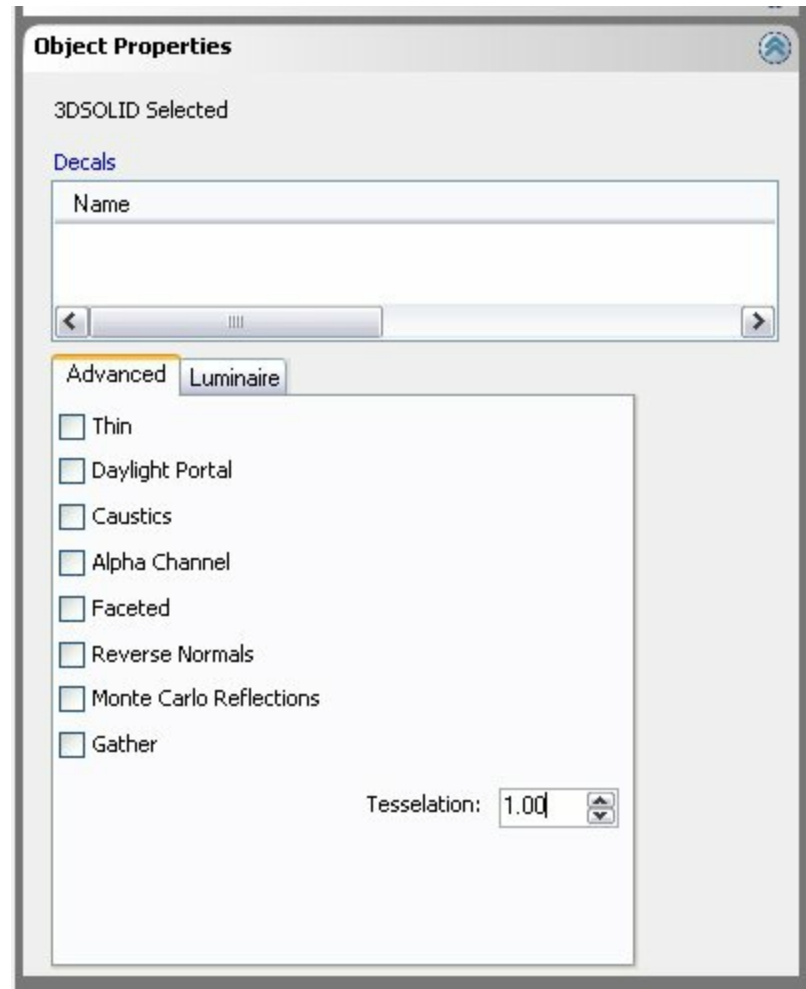 Object Properties
3DSOLID Selected
Decals
Name
Advanced Luminaire
Thin
Daylight Portal
Caustics
Alpha Channel
Faceted
Reverse Normals
Monte Carlo Reflections
Gather
Tesselation: 1.00